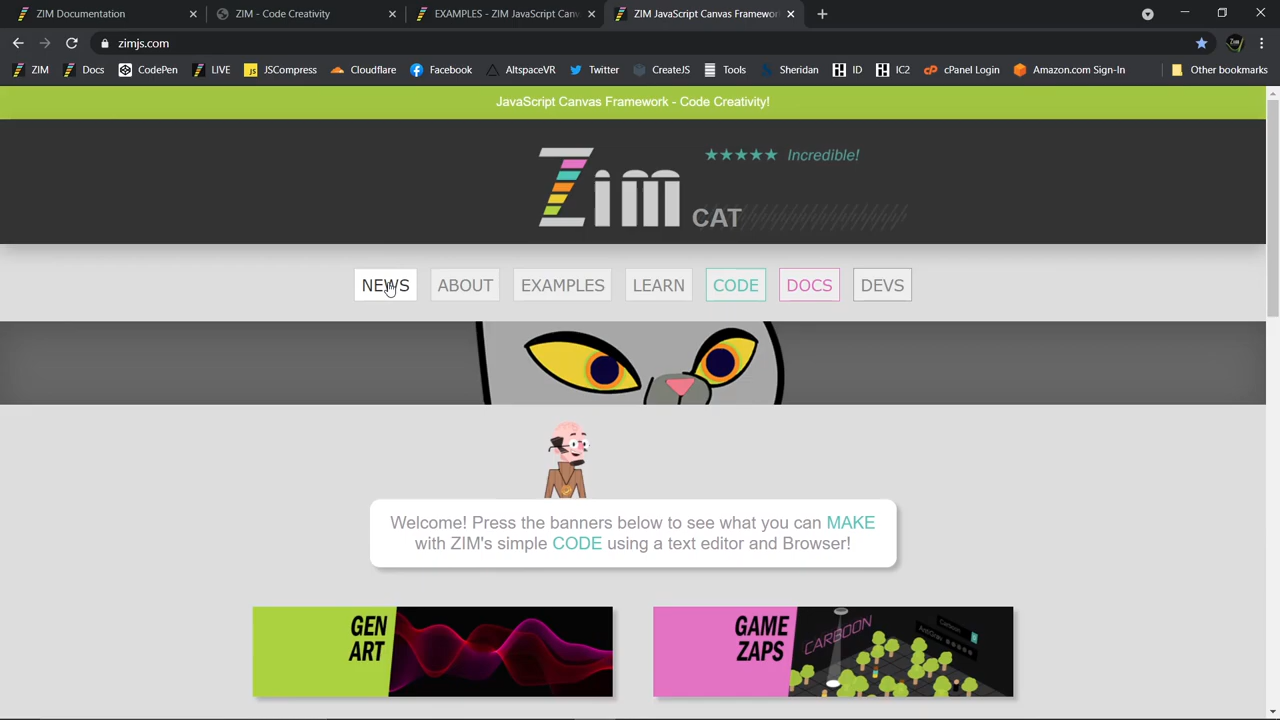 ZIM Documentation
ZIM - Code Creativity
EXAMPLES - ZIM JavaScript Canv
ZIM JavaScript Canvas Framework
zimjs.com
ZIM
Docs
CodePen
LIVE
JSCompress
Cloudflare
Facebook
AltspaceVR
Twitter
CreateJS
Tools
Sheridan
ID
IC2
cPanel Login
Amazon.com Sign-In
Other bookmarks
JavaScript Canvas Framework - Code Creativity!
Zim
★★★★★ Incredible!
CAT
NEWS
ABOUT
EXAMPLES
LEARN
CODE
DOCS
DEVS
Welcome! Press the banners below to see what you can MAKE
with ZIM's simple CODE using a text editor and Browser!
GEN
ART
GAME
ZAPS
CARBOON